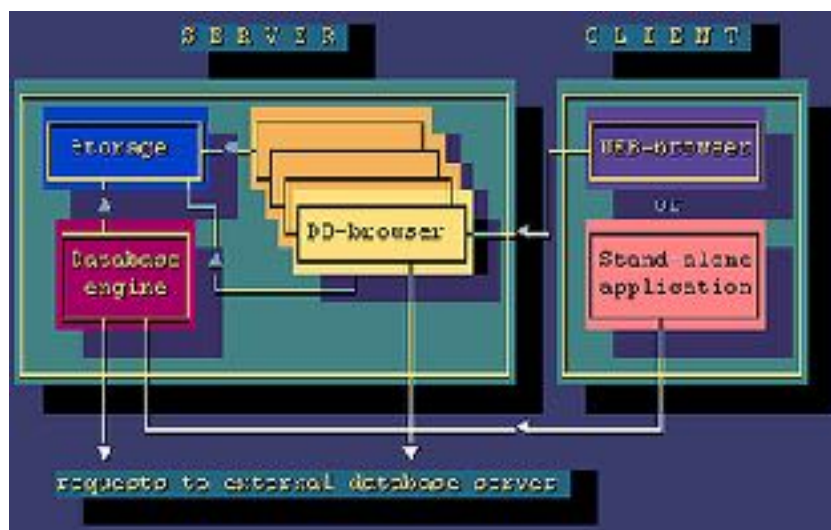 SERVER
CLIENT
Storage
WEB-browser
or
DD-browser
Database
engine
Stand alone
application
requests to external database server